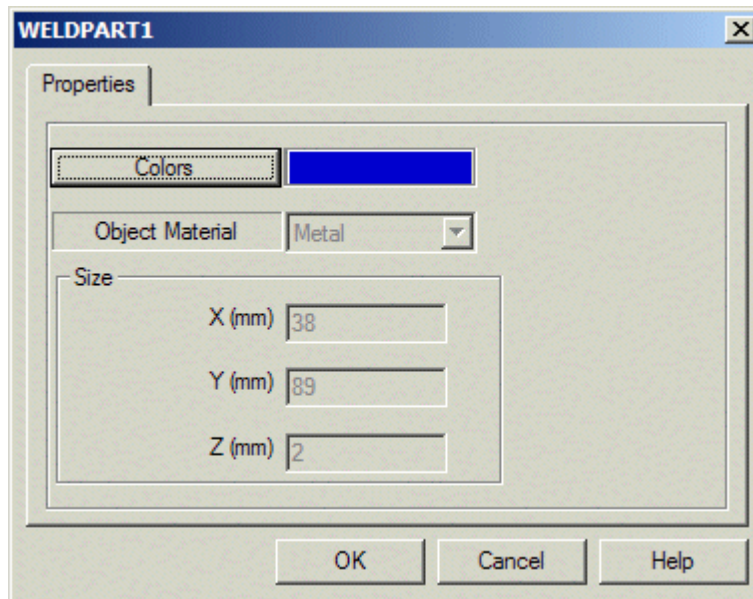 WELDPART1
Properties
Colors
Object Material Metal
Size
X (mm) 38
Y (mm) 89
Z (mm) 2
OK Cancel Help